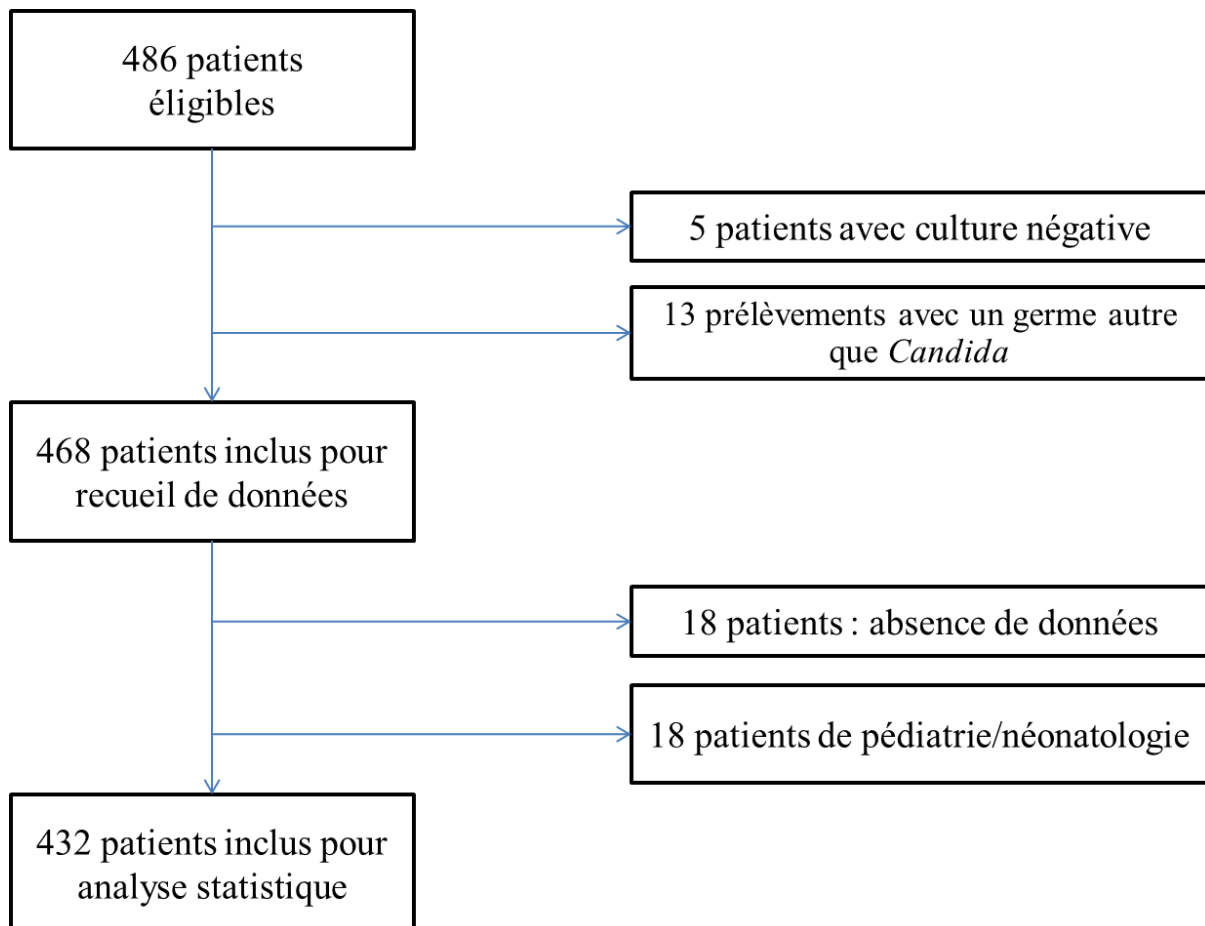 486 patients
éligibles
5 patients avec culture négative
13 prélèvements avec un germe autre
que Candida
468 patients inclus pour
recueil de données
18 patients : absence de données
18 patients de pédiatrie/néonatologie
432 patients inclus pour
analyse statistique